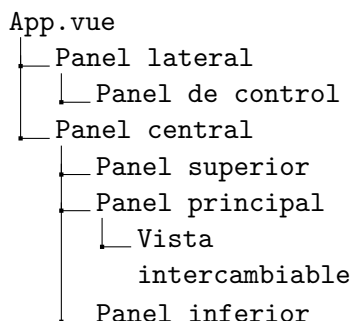 App.vue
Panel lateral
Panel de control
Panel central
Panel superior
Panel principal
Vista
intercambiable
Panel inferior